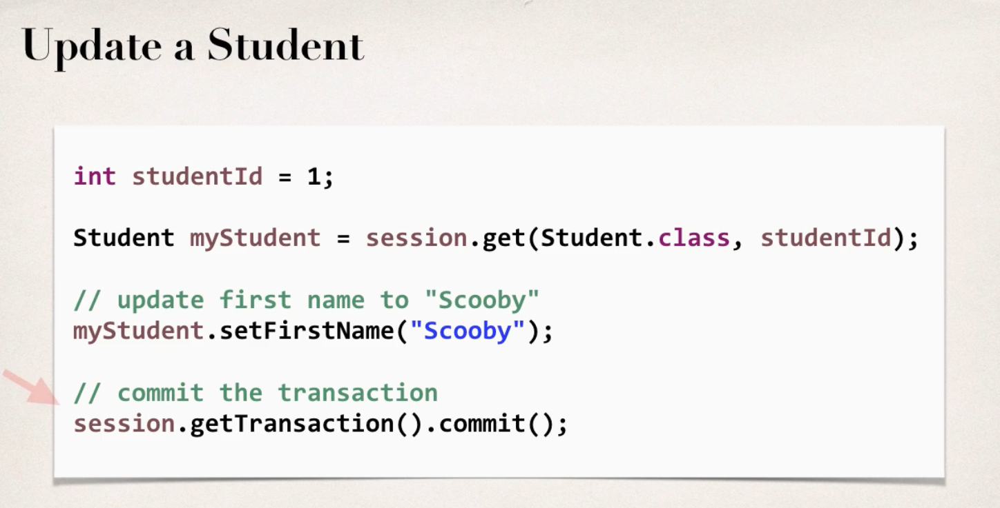 Update a Student
int studentId = 1;
Student myStudent = session.get(Student.class, studentId);
// update first name to "Scooby"
myStudent.setFirstName("Scooby");
// commit the transaction
session.getTransaction().commit();